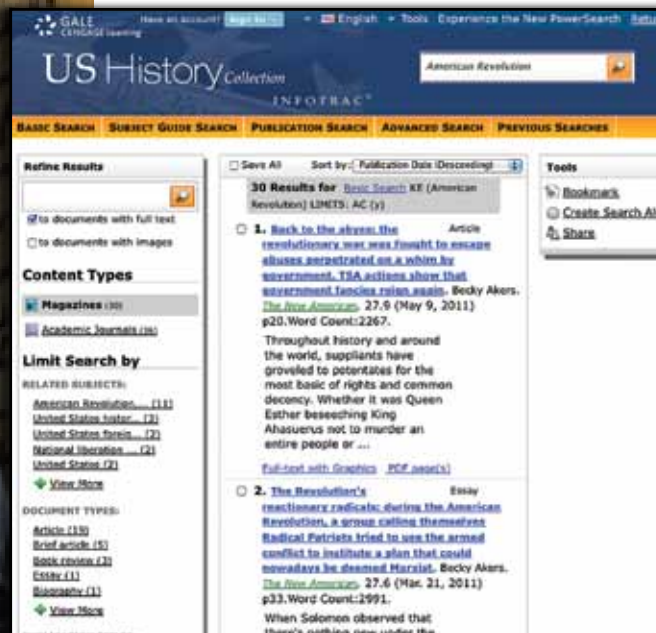 GALE
CENGAGE Learning
Have an account?
English
Tools
Experience the New PowerSearch
US History Collection
INFOTRAC
American Revolution
BASIC SEARCH SUBJECT GUIDE SEARCH PUBLICATION SEARCH ADVANCED SEARCH PREVIOUS SEARCHES
Refine Results
to documents with full text
to documents with images
Content Types
Magazines (30)
Academic Journals
Limit Search by
RELATED SUBJECTS:
American Revolution,... (11)
United States histor... (2)
United States forein... (2)
National liberation ... (2)
United States (2)
View More
DOCUMENT TYPES:
Article (19)
Brief article (5)
Book review (3)
Essay (1)
Biography (1)
View More
Save All Sort by: Publication Date (Descending)
30 Results for Basic Search KE (American
Revolution) LIMITS: AC (y)
1. Back to the abyss: the Article
revolutionary war was fought to escape
abuses perpetrated on a whim by
government. TSA actions show that
government fancies reign again. Becky Akers.
The New American. 27.9 (May 9, 2011)
p20.Word Count:2267.
Throughout history and around
the world, suppliants have
groveled to potentates for the
most basic of rights and common
decency. Whether it was Queen
Esther beseeching King
Ahasuerus not to murder an
entire people or ...
Full-text with Graphics PDF page(s)
2. The Revolution's Essay
reactionary radicals: during the American
Revolution, a group calling themselves
Radical Patriots tried to use the armed
conflict to institute a plan that could
nowadays be deemed Marxist. Becky Akers.
The New American. 27.6 (Mar. 21, 2011)
p33.Word Count:2991.
When Solomon observed that
there's nothing new under the
Tools
Bookmark
Create Search Al
Share